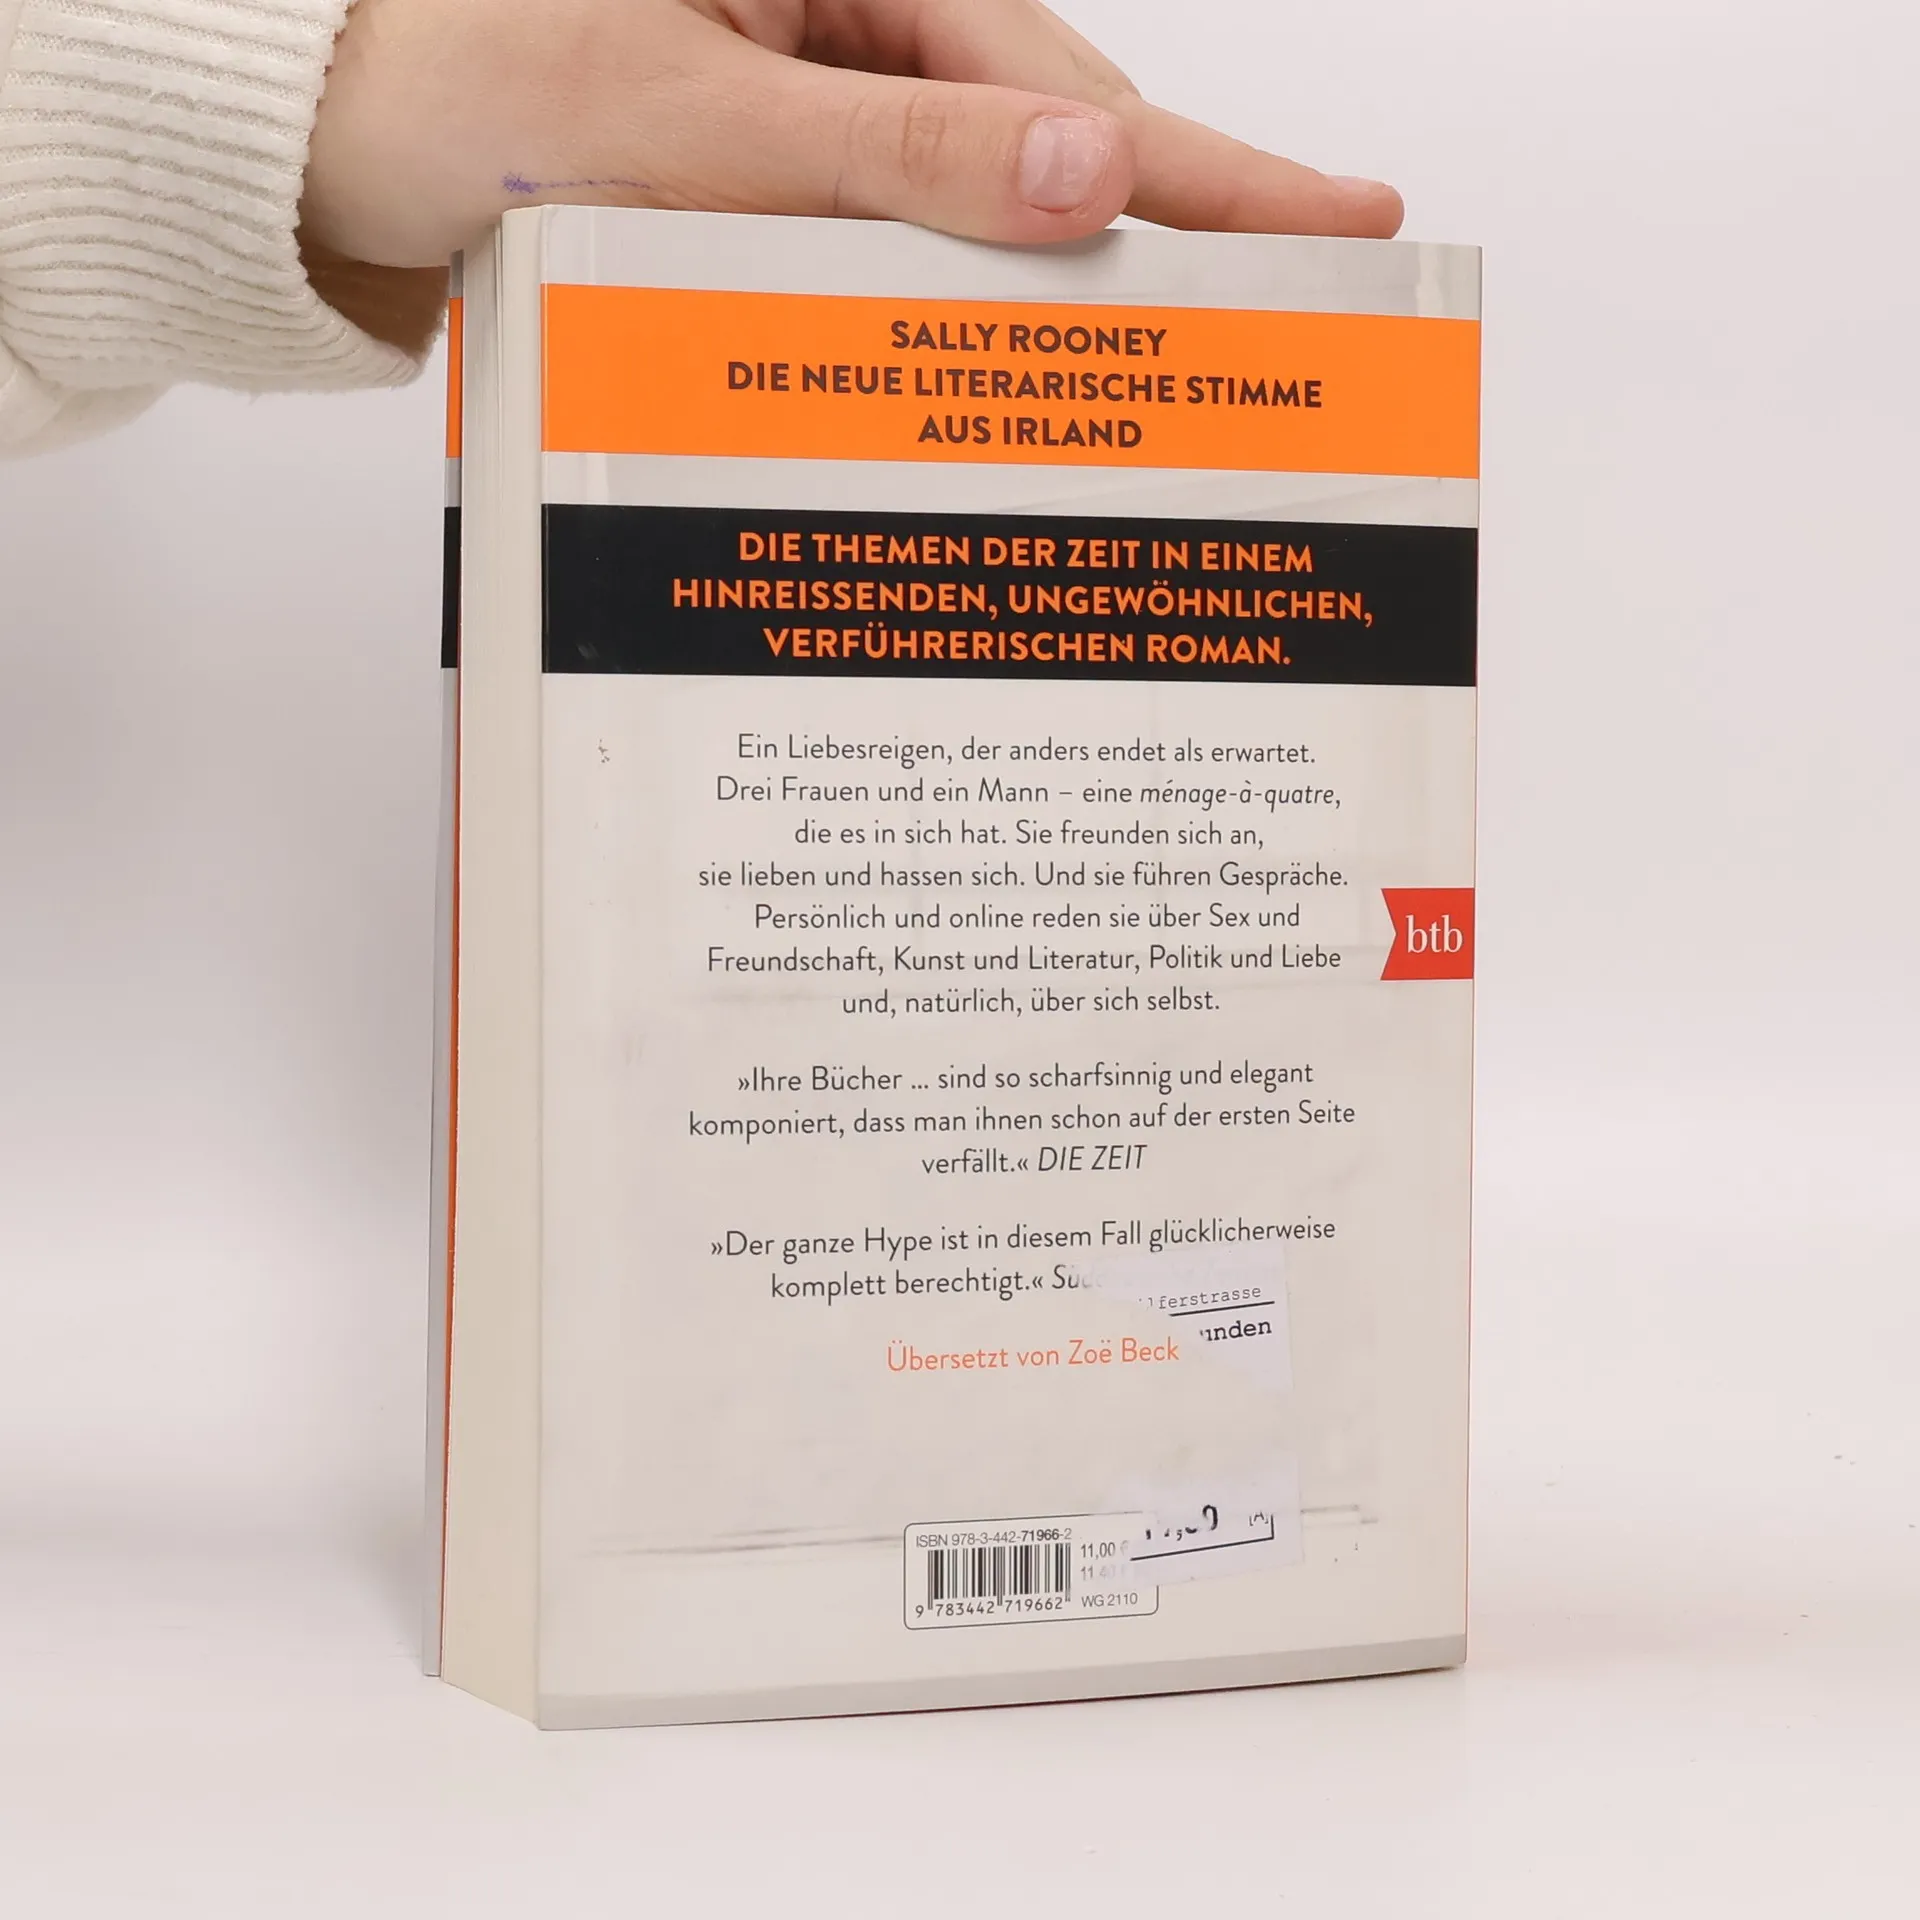 SALLY ROONEY
DIE NEUE LITERARISCHE STIMME
AUS IRLAND
DIE THEMEN DER ZEIT IN EINEM
HINREISSENDEN, UNGEWÖHNLICHEN,
VERFÜHRERISCHEN ROMAN.
Ein Liebesreigen, der anders endet als erwartet.
Drei Frauen und ein Mann – eine ménage-à-quatre,
die es in sich hat. Sie freunden sich an,
sie lieben und hassen sich. Und sie führen Gespräche.
Persönlich und online reden sie über Sex und
Freundschaft, Kunst und Literatur, Politik und Liebe
und, natürlich, über sich selbst.
btb
»Ihre Bücher ... sind so scharfsinnig und elegant
komponiert, dass man ihnen schon auf der ersten Seite
verfällt.« DIE ZEIT
»Der ganze Hype ist in diesem Fall glücklicherweise
komplett berechtigt.«
Übersetzt von Zoë Beck
ISBN 978-3-442-71966-2
11,00 €
9 783442 719662
WG 2110